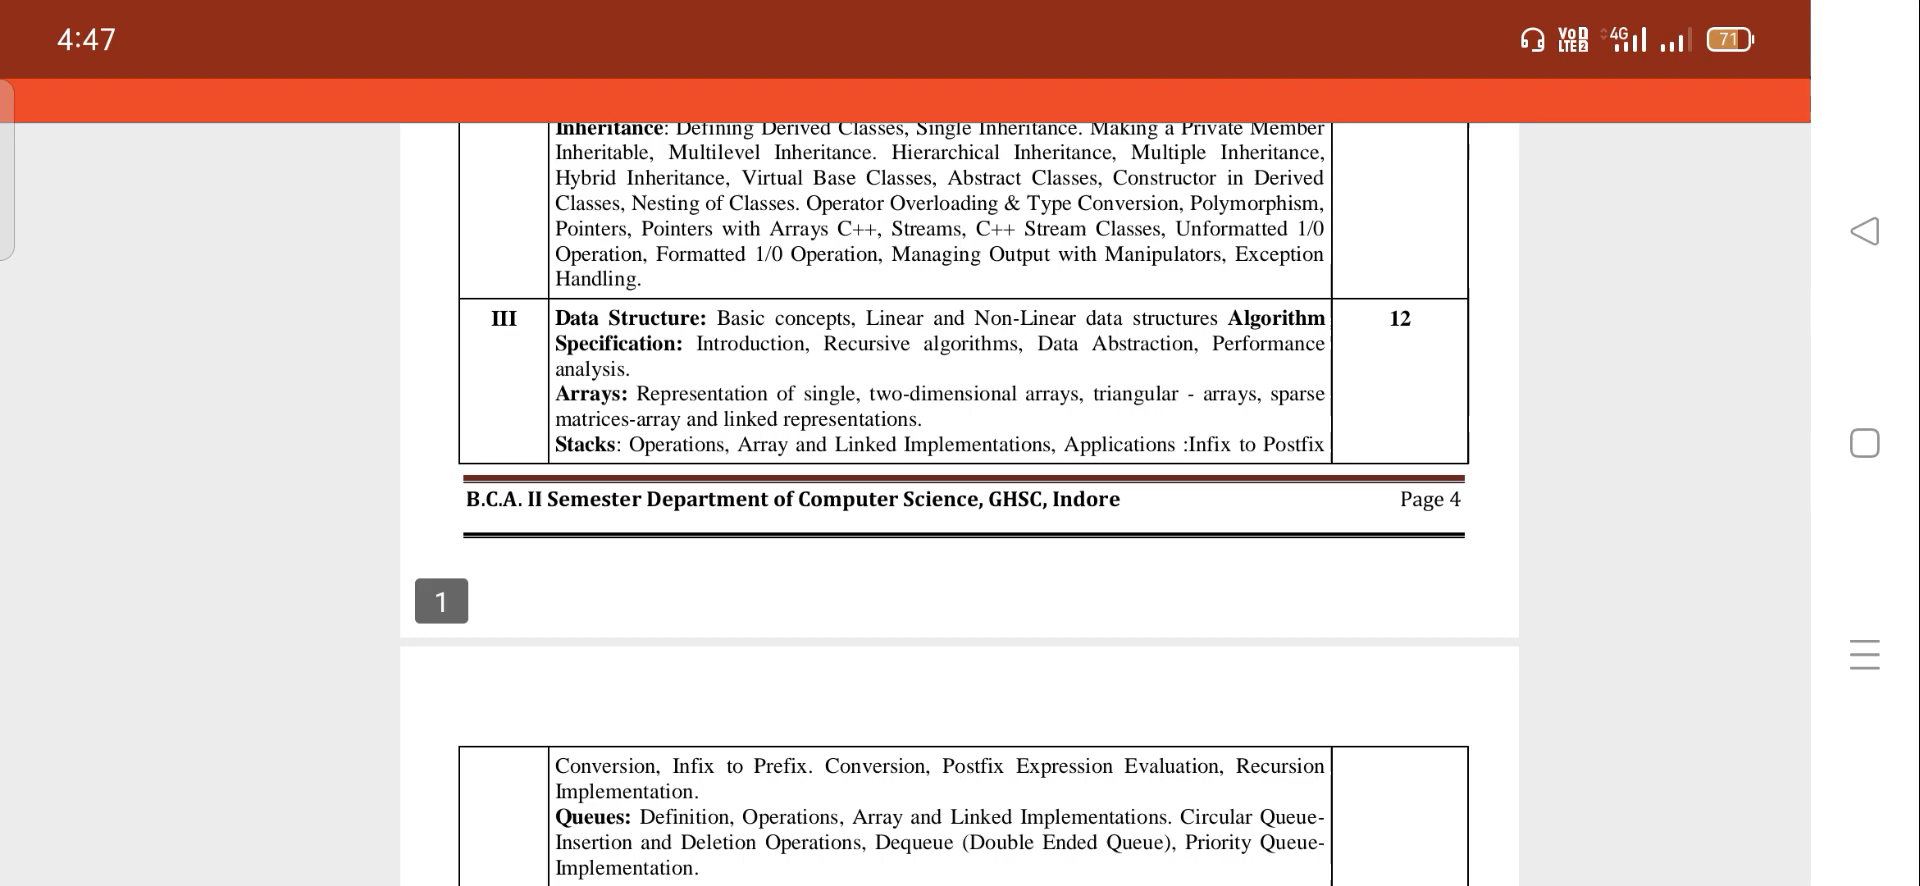 4:47
VoD LTE2 4G 71
Inheritance: Defining Derived Classes, Single Inheritance. Making a Private Member
Inheritable, Multilevel Inheritance. Hierarchical Inheritance, Multiple Inheritance,
Hybrid Inheritance, Virtual Base Classes, Abstract Classes, Constructor in Derived
Classes, Nesting of Classes. Operator Overloading & Type Conversion, Polymorphism,
Pointers, Pointers with Arrays C++, Streams, C++ Stream Classes, Unformatted 1/0
Operation, Formatted 1/0 Operation, Managing Output with Manipulators, Exception
Handling.
III Data Structure: Basic concepts, Linear and Non-Linear data structures Algorithm 12
Specification: Introduction, Recursive algorithms, Data Abstraction, Performance
analysis.
Arrays: Representation of single, two-dimensional arrays, triangular - arrays, sparse
matrices-array and linked representations.
Stacks: Operations, Array and Linked Implementations, Applications :Infix to Postfix
B.C.A. II Semester Department of Computer Science, GHSC, Indore Page 4
1
Conversion, Infix to Prefix. Conversion, Postfix Expression Evaluation, Recursion
Implementation.
Queues: Definition, Operations, Array and Linked Implementations. Circular Queue-
Insertion and Deletion Operations, Dequeue (Double Ended Queue), Priority Queue-
Implementation.